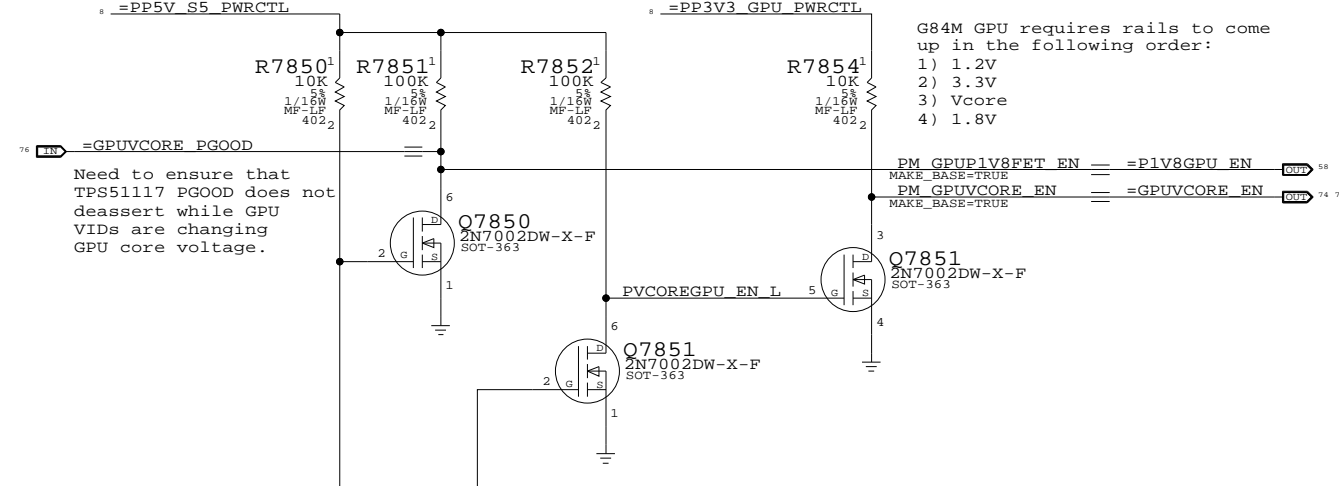 8 =PP5V_S5_PWRCTL
8 =PP3V3_GPU_PWRCTL
G84M GPU requires rails to come
up in the following order:
1) 1.2V
2) 3.3V
3) Vcore
4) 1.8V
R7850 1
10K
5%
1/16W
MF-LF
402 2
R7851 1
100K
5%
1/16W
MF-LF
402 2
R7852 1
100K
5%
1/16W
MF-LF
402 2
R7854 1
10K
5%
1/16W
MF-LF
402 2
76 IN =GPUVCORE_PGOOD
Need to ensure that
TPS51117 PGOOD does not
deassert while GPU
VIDs are changing
GPU core voltage.
PM_GPUP1V8FET_EN =P1V8GPU_EN OUT 58
MAKE_BASE=TRUE
PM_GPUVCORE_EN =GPUVCORE_EN OUT 74 7
MAKE_BASE=TRUE
6
D
Q7850
2N7002DW-X-F
SOT-363
2 G S
1
3
D
Q7851
2N7002DW-X-F
SOT-363
PVCOREGPU_EN_L 5 G S
4
6
D
Q7851
2N7002DW-X-F
SOT-363
2 G S
1